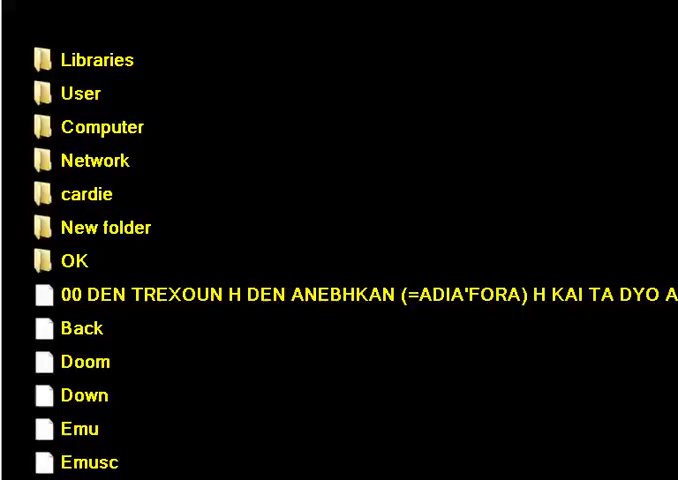 Libraries
User
Computer
Network
cardie
New folder
OK
00 DEN TREXOUN H DEN ANEBHKAN (=ADIA'FORA) H KAI TA DYO A
Back
Doom
Down
Emu
Emusc